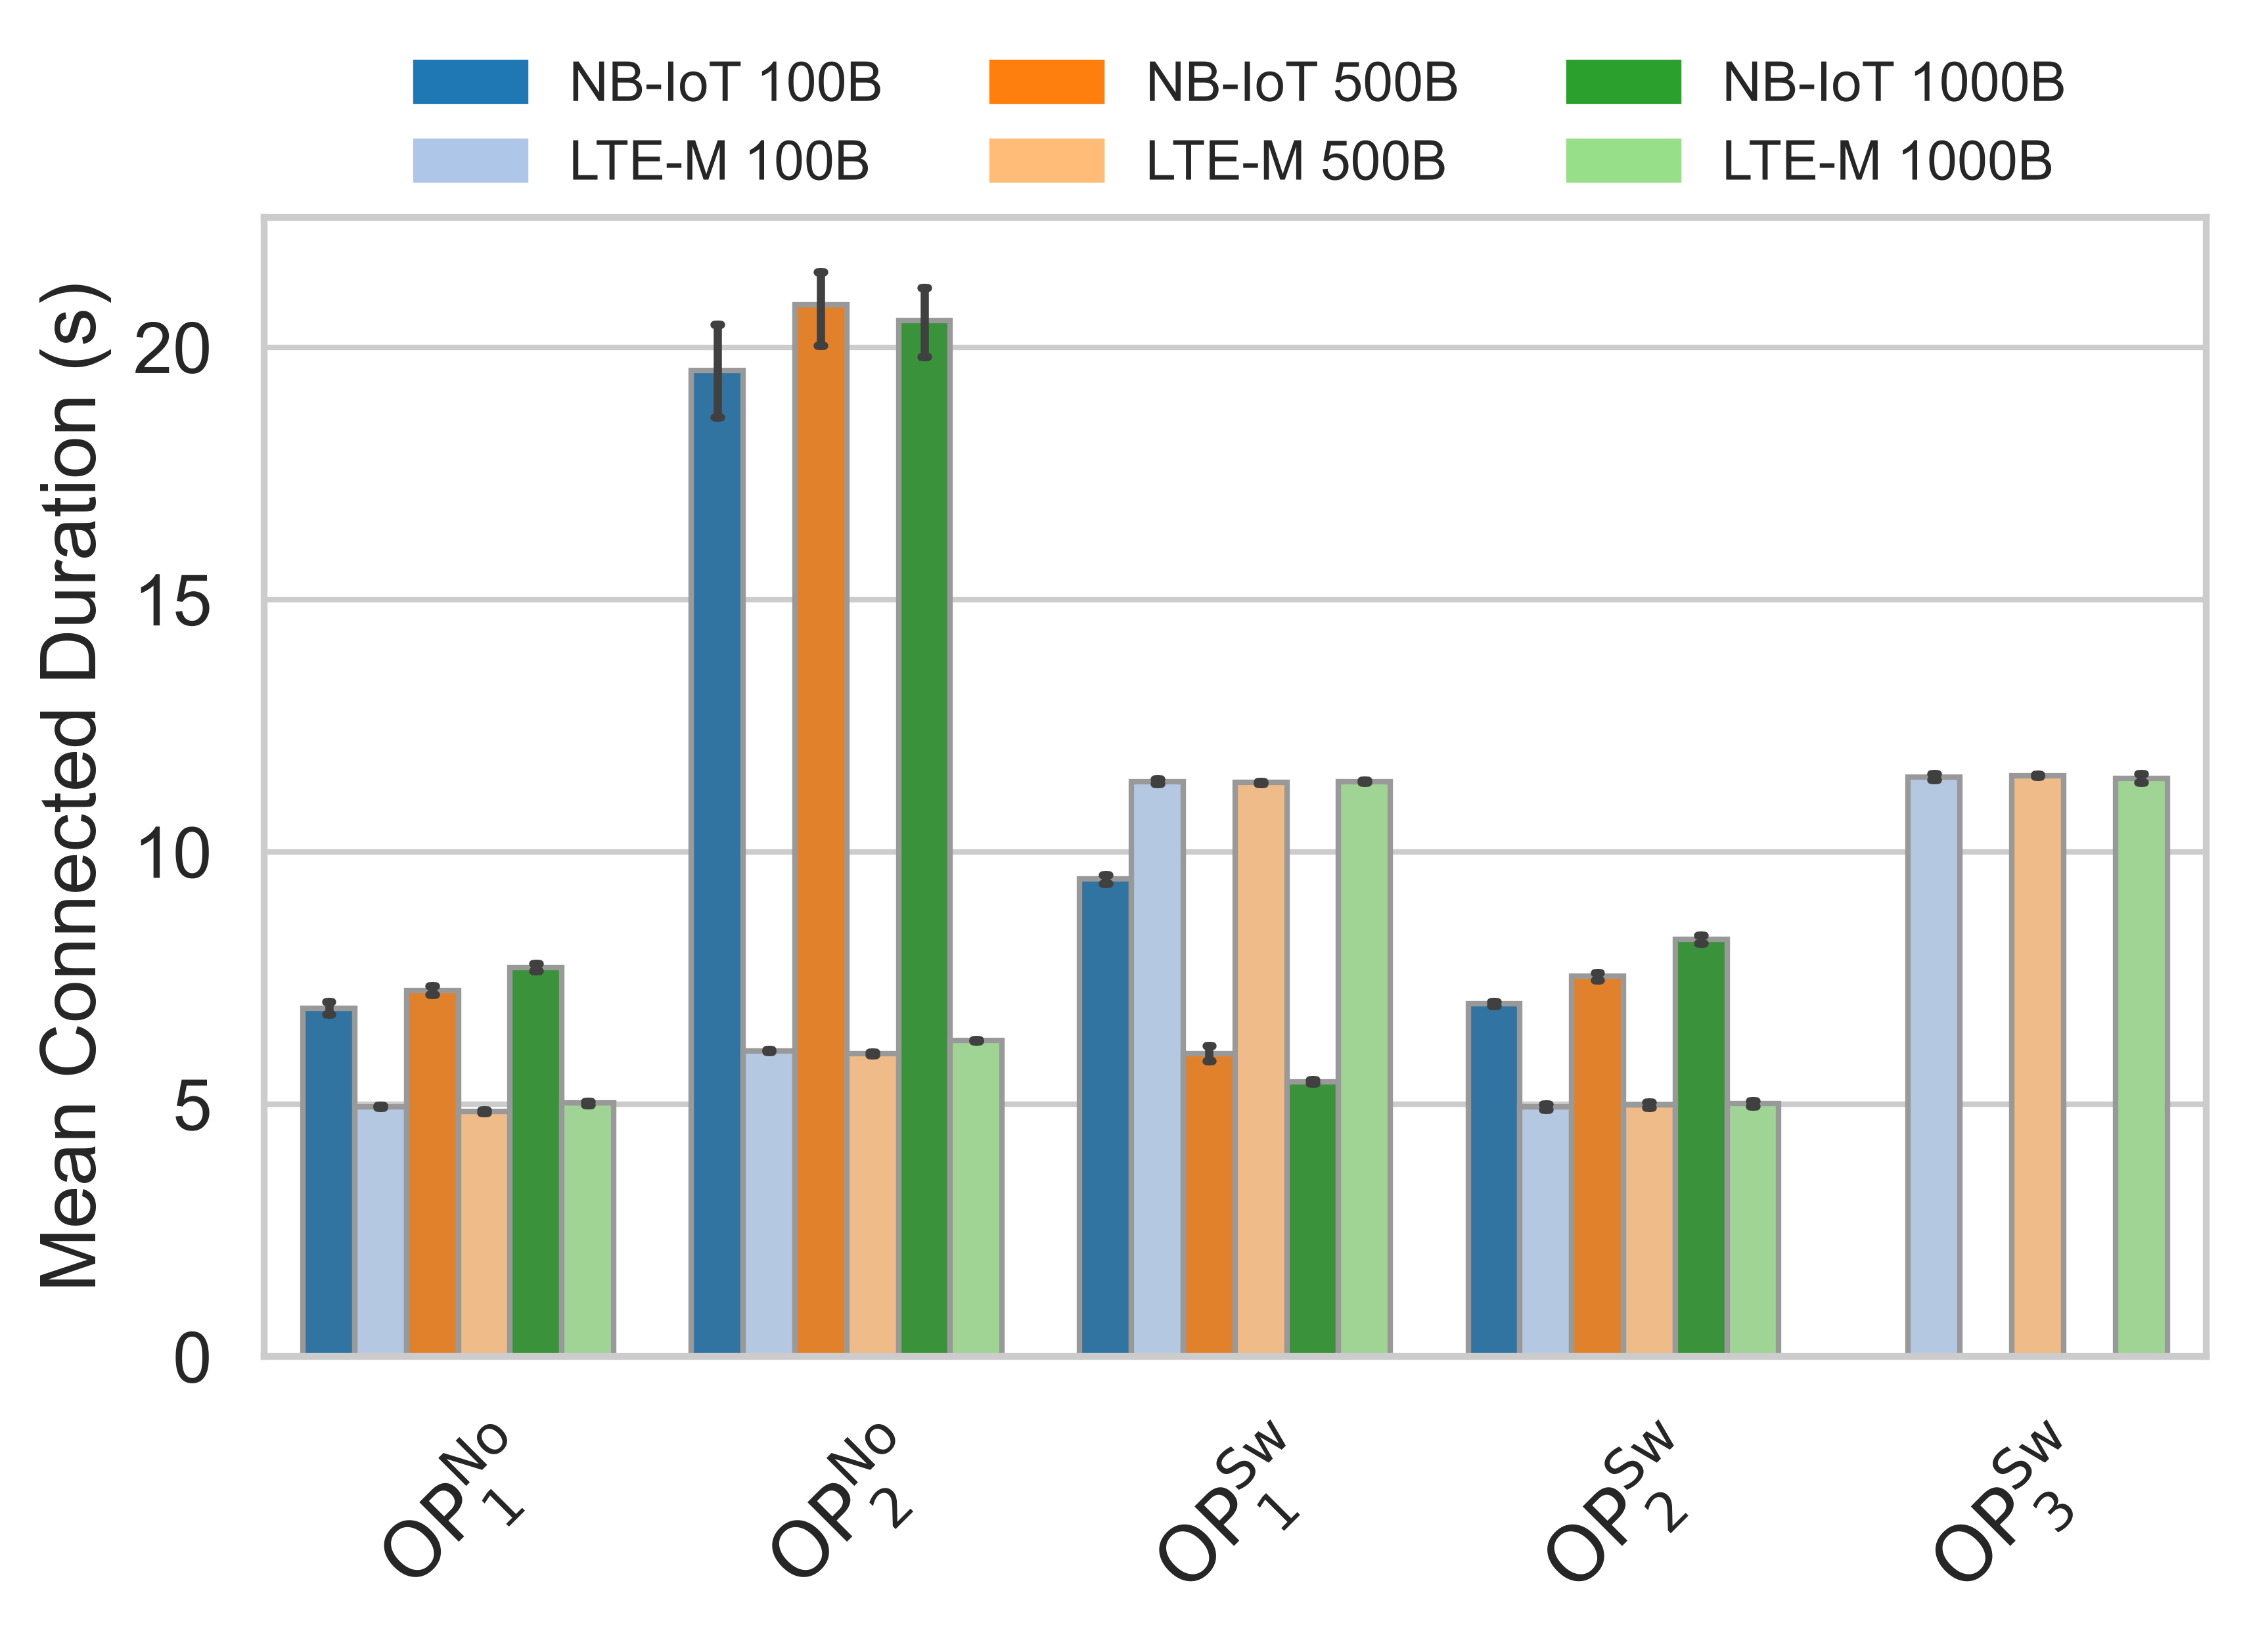 NB-IoT 100B NB-IoT 500B NB-IoT 1000B
LTE-M 100B LTE-M 500B LTE-M 1000B
Mean Connected Duration (s)
20
15
10
5
0
OP₁ᴺᵒ OP₂ᴺᵒ OP₁ˢʷ OP₂ˢʷ OP₃ˢʷ